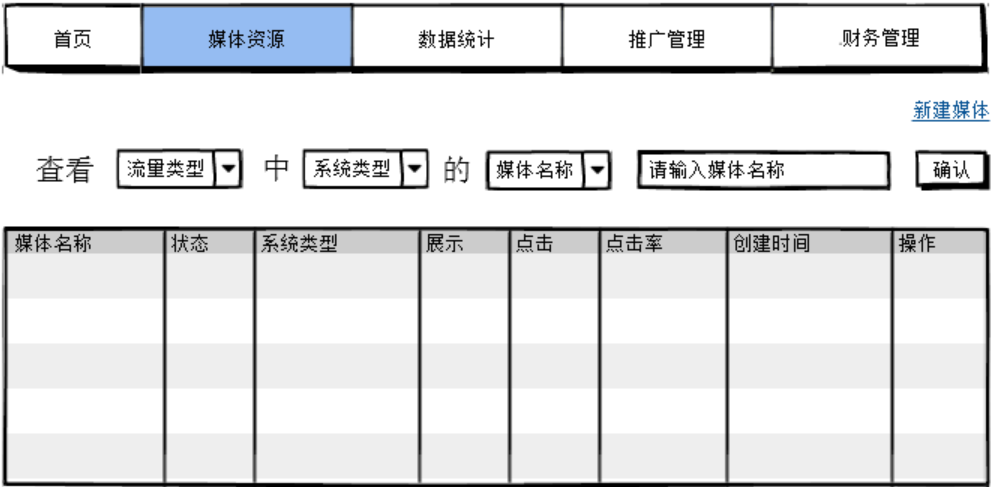 首页 媒体资源 数据统计 推广管理 财务管理
新建媒体
查看 流量类型 中 系统类型 的 媒体名称 请输入媒体名称 确认
媒体名称 状态 系统类型 展示 点击 点击率 创建时间 操作